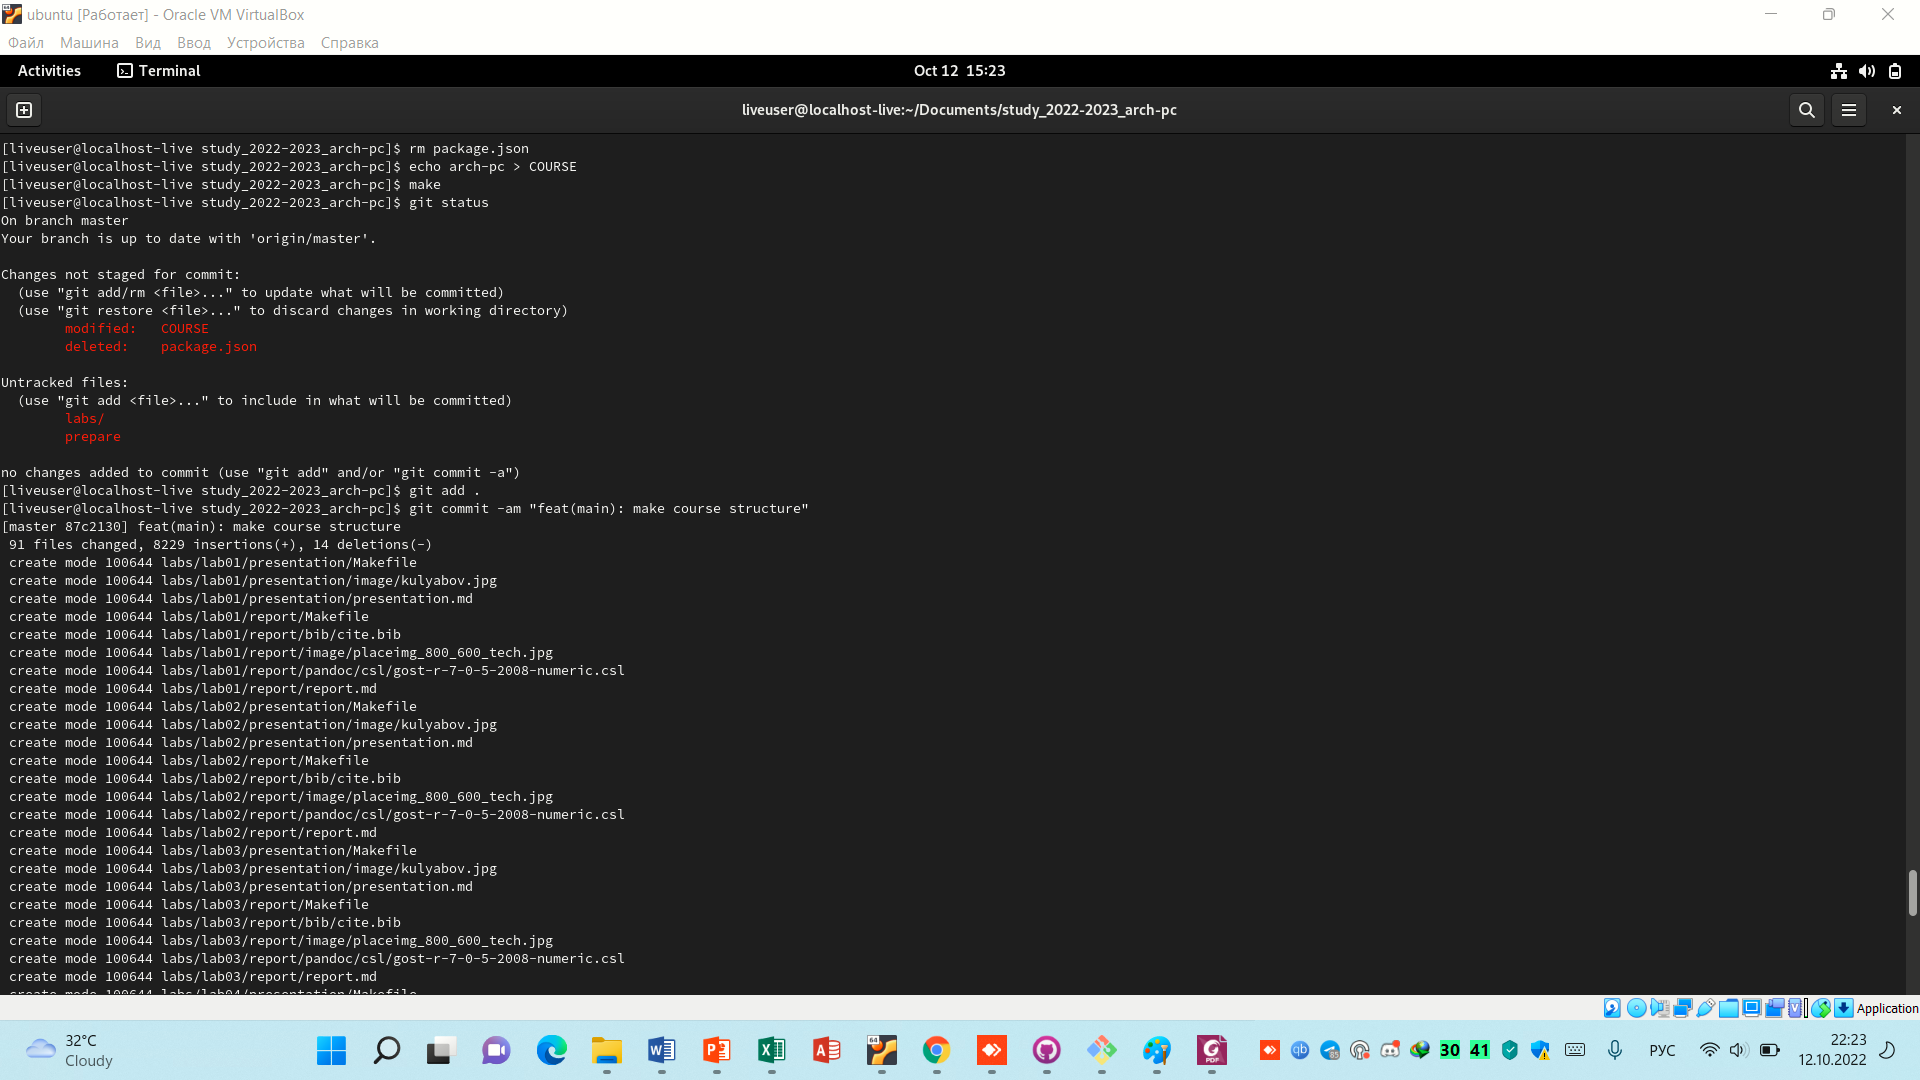 ubuntu [Работает] - Oracle VM VirtualBox
Файл Машина Вид Ввод Устройства Справка
Activities Terminal Oct 12 15:23
liveuser@localhost-live:~/Documents/study_2022-2023_arch-pc
[liveuser@localhost-live study_2022-2023_arch-pc]$ rm package.json
[liveuser@localhost-live study_2022-2023_arch-pc]$ echo arch-pc > COURSE
[liveuser@localhost-live study_2022-2023_arch-pc]$ make
[liveuser@localhost-live study_2022-2023_arch-pc]$ git status
On branch master
Your branch is up to date with 'origin/master'.
Changes not staged for commit:
(use "git add/rm <file>..." to update what will be committed)
(use "git restore <file>..." to discard changes in working directory)
modified: COURSE
deleted: package.json
Untracked files:
(use "git add <file>..." to include in what will be committed)
labs/
prepare
no changes added to commit (use "git add" and/or "git commit -a")
[liveuser@localhost-live study_2022-2023_arch-pc]$ git add .
[liveuser@localhost-live study_2022-2023_arch-pc]$ git commit -am "feat(main): make course structure"
[master 87c2130] feat(main): make course structure
91 files changed, 8229 insertions(+), 14 deletions(-)
create mode 100644 labs/lab01/presentation/Makefile
create mode 100644 labs/lab01/presentation/image/kulyabov.jpg
create mode 100644 labs/lab01/presentation/presentation.md
create mode 100644 labs/lab01/report/Makefile
create mode 100644 labs/lab01/report/bib/cite.bib
create mode 100644 labs/lab01/report/image/placeimg_800_600_tech.jpg
create mode 100644 labs/lab01/report/pandoc/csl/gost-r-7-0-5-2008-numeric.csl
create mode 100644 labs/lab01/report/report.md
create mode 100644 labs/lab02/presentation/Makefile
create mode 100644 labs/lab02/presentation/image/kulyabov.jpg
create mode 100644 labs/lab02/presentation/presentation.md
create mode 100644 labs/lab02/report/Makefile
create mode 100644 labs/lab02/report/bib/cite.bib
create mode 100644 labs/lab02/report/image/placeimg_800_600_tech.jpg
create mode 100644 labs/lab02/report/pandoc/csl/gost-r-7-0-5-2008-numeric.csl
create mode 100644 labs/lab02/report/report.md
create mode 100644 labs/lab03/presentation/Makefile
create mode 100644 labs/lab03/presentation/image/kulyabov.jpg
create mode 100644 labs/lab03/presentation/presentation.md
create mode 100644 labs/lab03/report/Makefile
create mode 100644 labs/lab03/report/bib/cite.bib
create mode 100644 labs/lab03/report/image/placeimg_800_600_tech.jpg
create mode 100644 labs/lab03/report/pandoc/csl/gost-r-7-0-5-2008-numeric.csl
create mode 100644 labs/lab03/report/report.md
create mode 100644 labs/lab04/presentation/Makefile
Application
32°C
Cloudy
30 41 РУС
22:23
12.10.2022